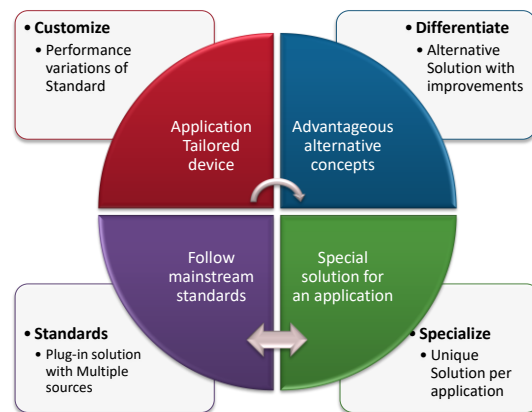 • Customize
• Performance
variations of
Standard
• Differentiate
• Alternative
Solution with
improvements
Application
Tailored
device
Advantageous
alternative
concepts
Follow
mainstream
standards
Special
solution for
an application
• Standards
• Plug-in solution
with Multiple
sources
• Specialize
• Unique
Solution per
application